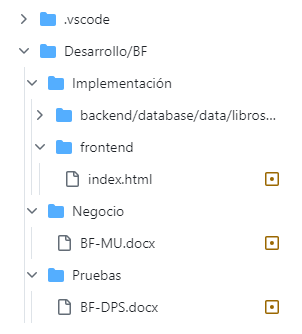 .vscode
Desarrollo/BF
Implementación
backend/database/data/libros...
frontend
index.html
Negocio
BF-MU.docx
Pruebas
BF-DPS.docx